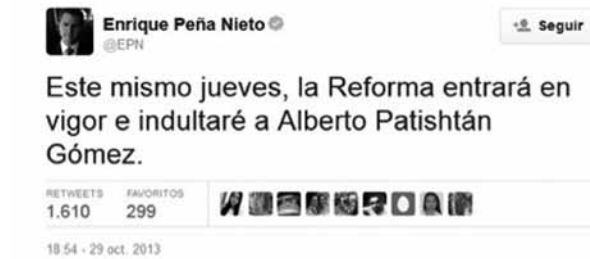 Enrique Peña Nieto
Seguir
@EPN
Este mismo jueves, la Reforma entrará en
vigor e indultaré a Alberto Patishtán
Gómez.
RETWEETS FAVORITOS
1.610 299
18:54 - 29 oct. 2013